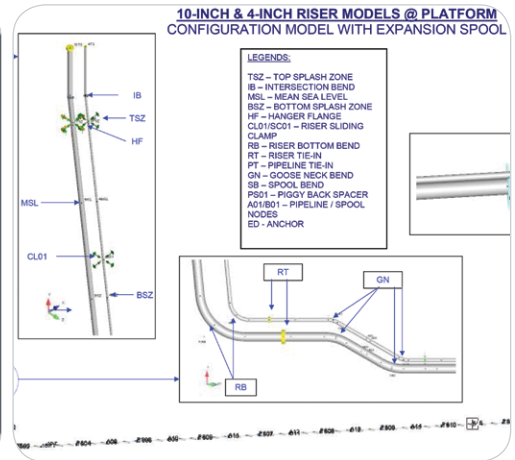 10-INCH & 4-INCH RISER MODELS @ PLATFORM
CONFIGURATION MODEL WITH EXPANSION SPOOL
LEGENDS:
TSZ – TOP SPLASH ZONE
IB – INTERSECTION BEND
MSL – MEAN SEA LEVEL
BSZ – BOTTOM SPLASH ZONE
HF – HANGER FLANGE
CL01/SC01 – RISER SLIDING
CLAMP
RB – RISER BOTTOM BEND
RT – RISER TIE-IN
PT – PIPELINE TIE-IN
GN – GOOSE NECK BEND
SB – SPOOL BEND
PS01 – PIGGY BACK SPACER
A01/B01 – PIPELINE / SPOOL
NODES
ED - ANCHOR
IB
TSZ
HF
MSL
CL01
BSZ
RT
GN
RB